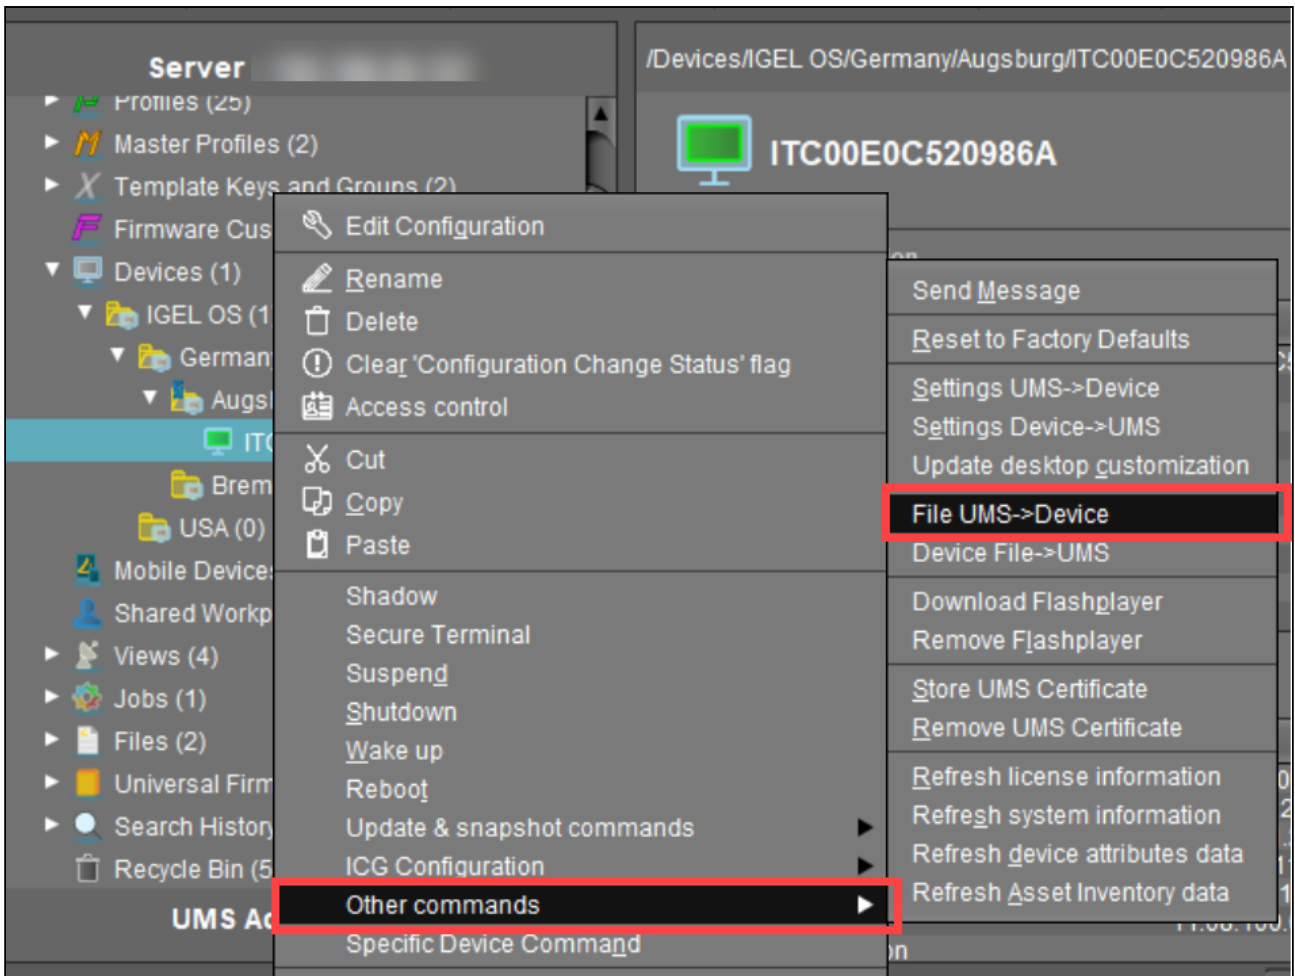 Server
/Devices/IGEL OS/Germany/Augsburg/ITC00E0C520986A
Profiles (25)
Master Profiles (2)
Template Keys and Groups (2)
Firmware Cus
Devices (1)
IGEL OS (1
German
Augs
ITC
Brem
USA (0)
Mobile Device
Shared Workp
Views (4)
Jobs (1)
Files (2)
Universal Firm
Search History
Recycle Bin (5
UMS Ad
ITC00E0C520986A
Edit Configuration
Rename
Delete
Clear 'Configuration Change Status' flag
Access control
Cut
Copy
Paste
Shadow
Secure Terminal
Suspend
Shutdown
Wake up
Reboot
Update & snapshot commands
ICG Configuration
Other commands
Specific Device Command
Send Message
Reset to Factory Defaults
Settings UMS->Device
Settings Device->UMS
Update desktop customization
File UMS->Device
Device File->UMS
Download Flashplayer
Remove Flashplayer
Store UMS Certificate
Remove UMS Certificate
Refresh license information
Refresh system information
Refresh device attributes data
Refresh Asset Inventory data